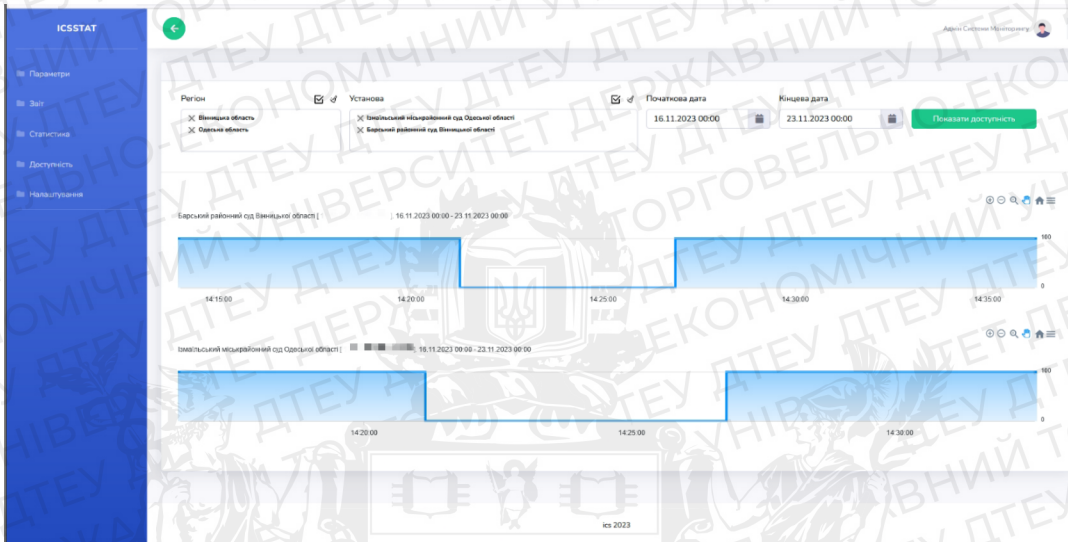 ICSSTAT
Адмін Системи Моніторингу
Параметри
Звіт
Статистика
Доступність
Налаштування
Регіон
Вінницька область
Одеська область
Установа
Ізмаїльський міськрайонний суд Одеської області
Барський районний суд Вінницької області
Початкова дата
16.11.2023 00:00
Кінцева дата
23.11.2023 00:00
Показати доступність
Барський районний суд Вінницької області [ , 16.11.2023 00:00 - 23.11.2023 00:00
100
0
14:15:00 14:20:00 14:25:00 14:30:00 14:35:00
Ізмаїльський міськрайонний суд Одеської області [ , 16.11.2023 00:00 - 23.11.2023 00:00
100
0
14:20:00 14:25:00 14:30:00
ics 2023